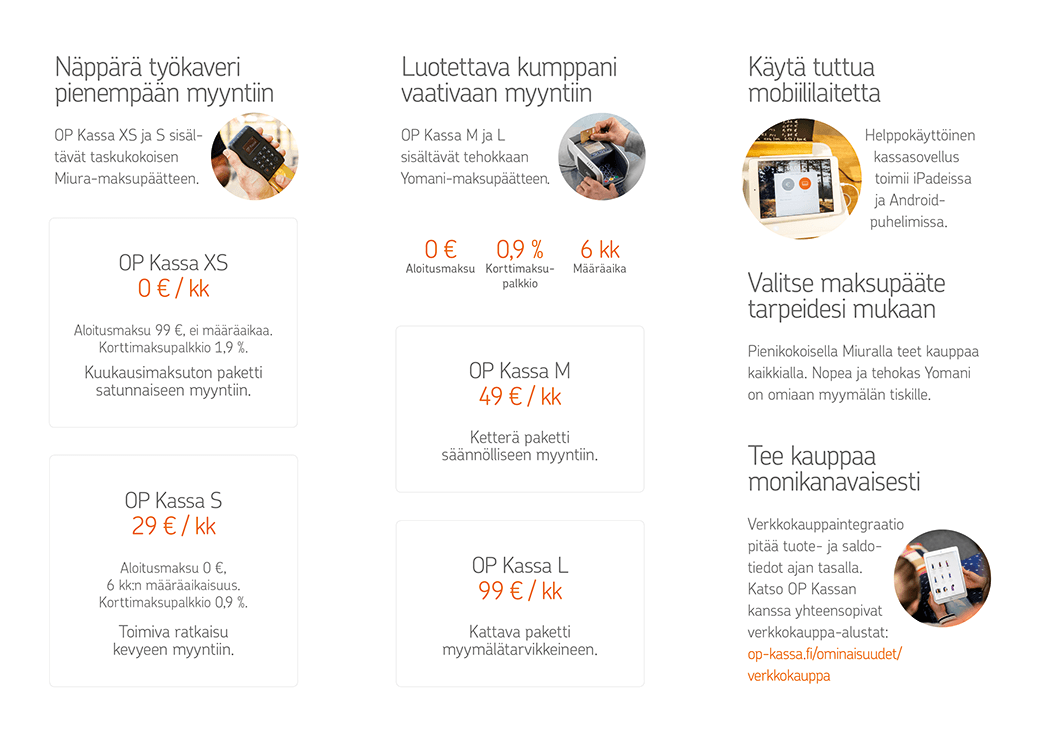 Näppärä työkaveri
pienempään myyntiin
OP Kassa XS ja S sisäl-
tävät taskukokoisen
Miura-maksupäätteen.
OP Kassa XS
0 € / kk
Aloitusmaksu 99 €, ei määräaikaa.
Korttimaksupalkkio 1,9 %.
Kuukausimaksuton paketti
satunnaiseen myyntiin.
OP Kassa S
29 € / kk
Aloitusmaksu 0 €,
6 kk:n määräaikaisuus.
Korttimaksupalkkio 0,9 %.
Toimiva ratkaisu
kevyeen myyntiin.
Luotettava kumppani
vaativaan myyntiin
OP Kassa M ja L
sisältävät tehokkaan
Yomani-maksupäätteen.
0 €
Aloitusmaksu
0,9 %
Korttimaksu-
palkkio
6 kk
Määräaika
OP Kassa M
49 € / kk
Ketterä paketti
säännölliseen myyntiin.
OP Kassa L
99 € / kk
Kattava paketti
myymälätarvikkeineen.
Käytä tuttua
mobiililaitetta
Helppokäyttöinen
kassasovellus
toimii iPadeissa
ja Android-
puhelimissa.
Valitse maksupääte
tarpeidesi mukaan
Pienikokoisella Miuralla teet kauppaa
kaikkialla. Nopea ja tehokas Yomani
on omiaan myymälän tiskille.
Tee kauppaa
monikanavaisesti
Verkkokauppaintegraatio
pitää tuote- ja saldo-
tiedot ajan tasalla.
Katso OP Kassan
kanssa yhteensopivat
verkkokauppa-alustat:
op-kassa.fi/ominaisuudet/
verkkokauppa